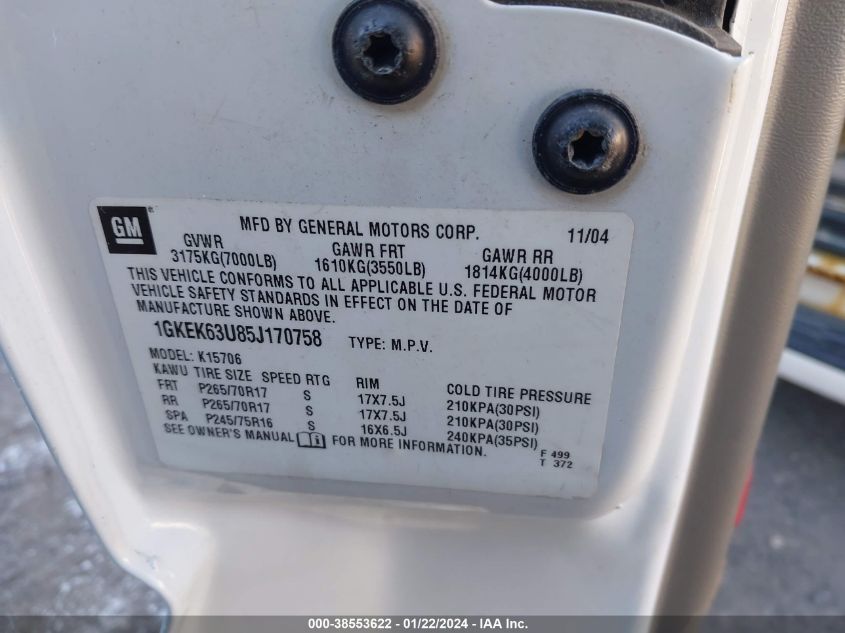 GM ®
MFD BY GENERAL MOTORS CORP. 11/04
GVWR GAWR FRT GAWR RR
3175KG(7000LB) 1610KG(3550LB) 1814KG(4000LB)
THIS VEHICLE CONFORMS TO ALL APPLICABLE U.S. FEDERAL MOTOR
VEHICLE SAFETY STANDARDS IN EFFECT ON THE DATE OF
MANUFACTURE SHOWN ABOVE.
1GKEK63U85J170758 TYPE: M.P.V.
MODEL: K15706
KAWU TIRE SIZE SPEED RTG RIM COLD TIRE PRESSURE
FRT P265/70R17 S 17X7.5J 210KPA(30PSI)
RR P265/70R17 S 17X7.5J 210KPA(30PSI)
SPA P245/75R16 S 16X6.5J 240KPA(35PSI)
SEE OWNER'S MANUAL i FOR MORE INFORMATION.
F 499
T 372
000-38553622 - 01/22/2024 - IAA Inc.